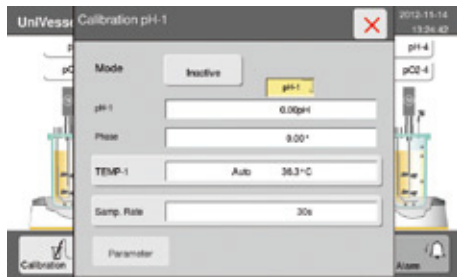 UniVesse
Calibration pH-1
2012-11-14
13:24:42
pH-4
pO2-4
Mode
Inactive
pH-1
pH-1
0.00pH
Phase
0.00°
TEMP-1
Auto
36.3°C
Samp. Rate
30s
Calibration
Parameter
Alarm